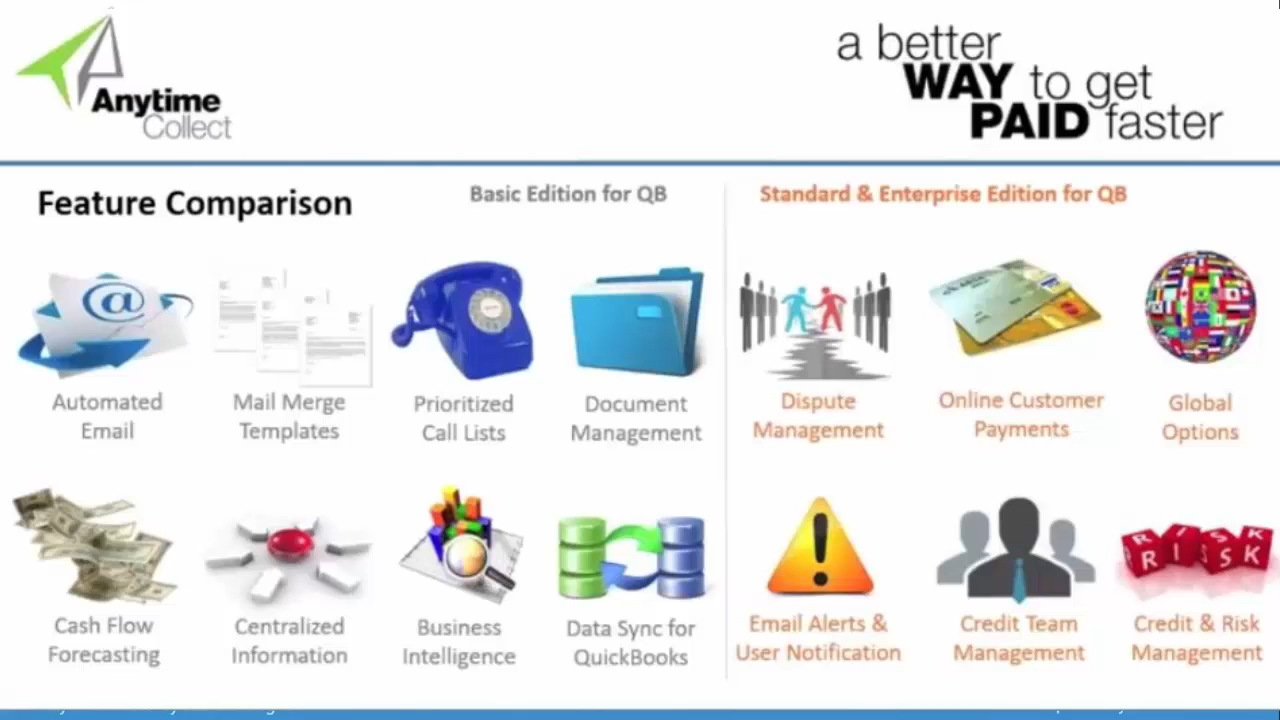 Anytime
Collect
a better
WAY to get
PAID faster
Feature Comparison
Basic Edition for QB
Standard & Enterprise Edition for QB
Automated
Email
Mail Merge
Templates
Prioritized
Call Lists
Document
Management
Dispute
Management
Online Customer
Payments
Global
Options
RISK
RISK
Cash Flow
Forecasting
Centralized
Information
Business
Intelligence
Data Sync for
QuickBooks
Email Alerts &
User Notification
Credit Team
Management
Credit & Risk
Management